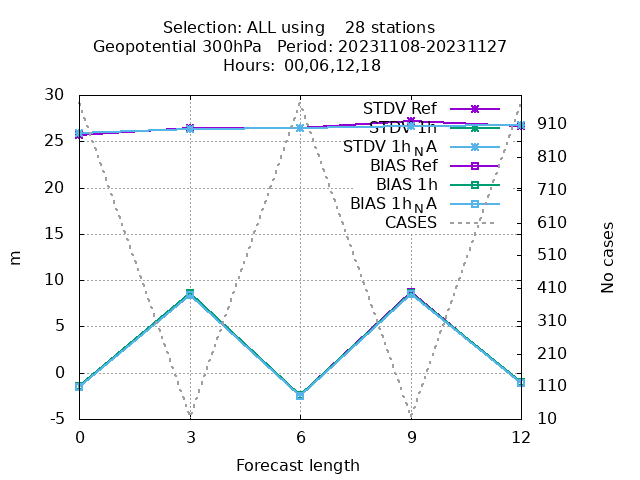 Selection: ALL using 28 stations
Geopotential 300hPa Period: 20231108-20231127
Hours: 00,06,12,18
STDV Ref
STDV 1h
STDV 1h_NA
BIAS Ref
BIAS 1h
BIAS 1h_NA
CASES
30
25
20
15
10
5
0
-5
m
910
810
710
610
510
410
310
210
110
10
No cases
0 3 6 9 12
Forecast length